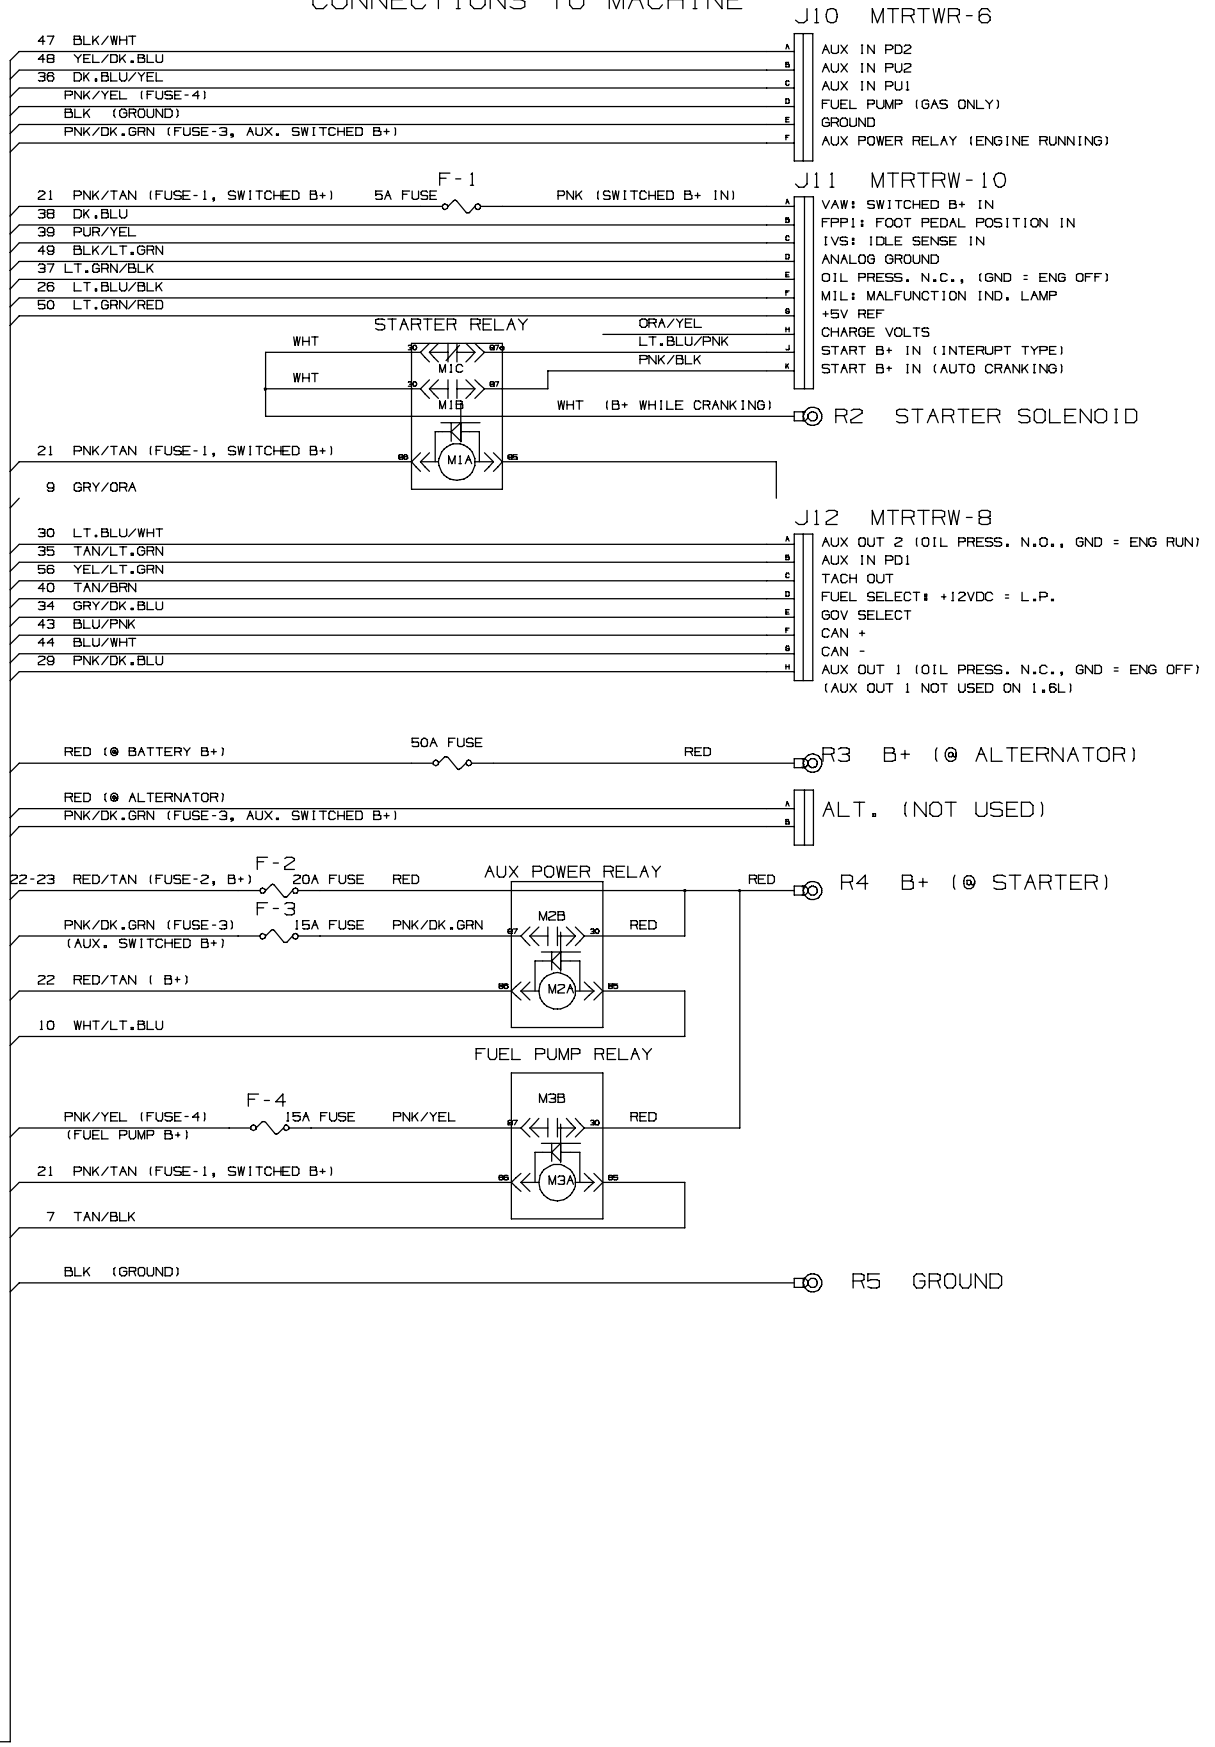 CONNECTIONS TO MACHINE
J10 MTRTWR-6
47 BLK/WHT A AUX IN PD2
48 YEL/DK.BLU B AUX IN PU2
36 DK.BLU/YEL C AUX IN PU1
PNK/YEL (FUSE-4) D FUEL PUMP (GAS ONLY)
BLK (GROUND) E GROUND
PNK/DK.GRN (FUSE-3, AUX. SWITCHED B+) F AUX POWER RELAY (ENGINE RUNNING)
F-1
J11 MTRTRW-10
21 PNK/TAN (FUSE-1, SWITCHED B+) 5A FUSE PNK (SWITCHED B+ IN) A VAW: SWITCHED B+ IN
38 DK.BLU B FPP1: FOOT PEDAL POSITION IN
39 PUR/YEL C IVS: IDLE SENSE IN
49 BLK/LT.GRN D ANALOG GROUND
37 LT.GRN/BLK E OIL PRESS. N.C., (GND = ENG OFF)
26 LT.BLU/BLK F MIL: MALFUNCTION IND. LAMP
50 LT.GRN/RED G +5V REF
STARTER RELAY ORA/YEL H CHARGE VOLTS
WHT 30 87a LT.BLU/PNK J START B+ IN (INTERUPT TYPE)
M1C PNK/BLK K START B+ IN (AUTO CRANKING)
WHT 30 87
M1B WHT (B+ WHILE CRANKING) R2 STARTER SOLENOID
21 PNK/TAN (FUSE-1, SWITCHED B+) 86 M1A 85
9 GRY/ORA
J12 MTRTRW-8
30 LT.BLU/WHT A AUX OUT 2 (OIL PRESS. N.O., GND = ENG RUN)
35 TAN/LT.GRN B AUX IN PD1
56 YEL/LT.GRN C TACH OUT
40 TAN/BRN D FUEL SELECT: +12VDC = L.P.
34 GRY/DK.BLU E GOV SELECT
43 BLU/PNK F CAN +
44 BLU/WHT G CAN -
29 PNK/DK.BLU H AUX OUT 1 (OIL PRESS. N.C., GND = ENG OFF)
(AUX OUT 1 NOT USED ON 1.6L)
RED (@ BATTERY B+) 50A FUSE RED R3 B+ (@ ALTERNATOR)
RED (@ ALTERNATOR) A
PNK/DK.GRN (FUSE-3, AUX. SWITCHED B+) B ALT. (NOT USED)
F-2 AUX POWER RELAY
22-23 RED/TAN (FUSE-2, B+) 20A FUSE RED RED R4 B+ (@ STARTER)
F-3 M2B
PNK/DK.GRN (FUSE-3) 15A FUSE PNK/DK.GRN 87 30 RED
(AUX. SWITCHED B+)
22 RED/TAN ( B+) 86 M2A 85
10 WHT/LT.BLU
FUEL PUMP RELAY
F-4 M3B
PNK/YEL (FUSE-4) 15A FUSE PNK/YEL 87 30 RED
(FUEL PUMP B+)
21 PNK/TAN (FUSE-1, SWITCHED B+) 86 M3A 85
7 TAN/BLK
BLK (GROUND) R5 GROUND